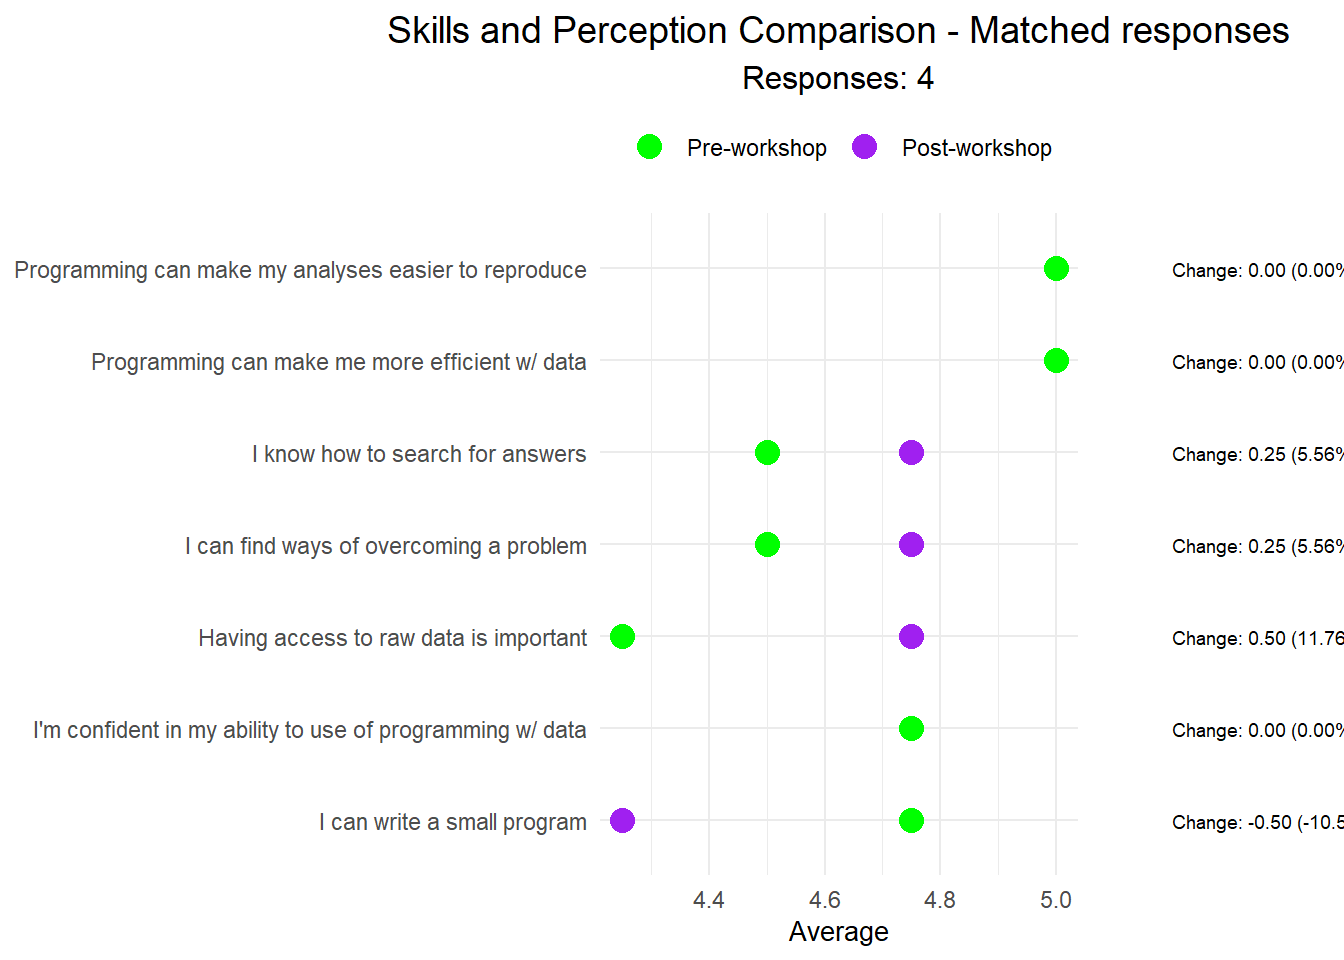 Skills and Perception Comparison - Matched responses
Responses: 4
Pre-workshop Post-workshop
Programming can make my analyses easier to reproduce Change: 0.00 (0.00%
Programming can make me more efficient w/ data Change: 0.00 (0.00%
I know how to search for answers Change: 0.25 (5.56%
I can find ways of overcoming a problem Change: 0.25 (5.56%
Having access to raw data is important Change: 0.50 (11.76
I'm confident in my ability to use of programming w/ data Change: 0.00 (0.00%
I can write a small program Change: -0.50 (-10.5
4.4 4.6 4.8 5.0
Average